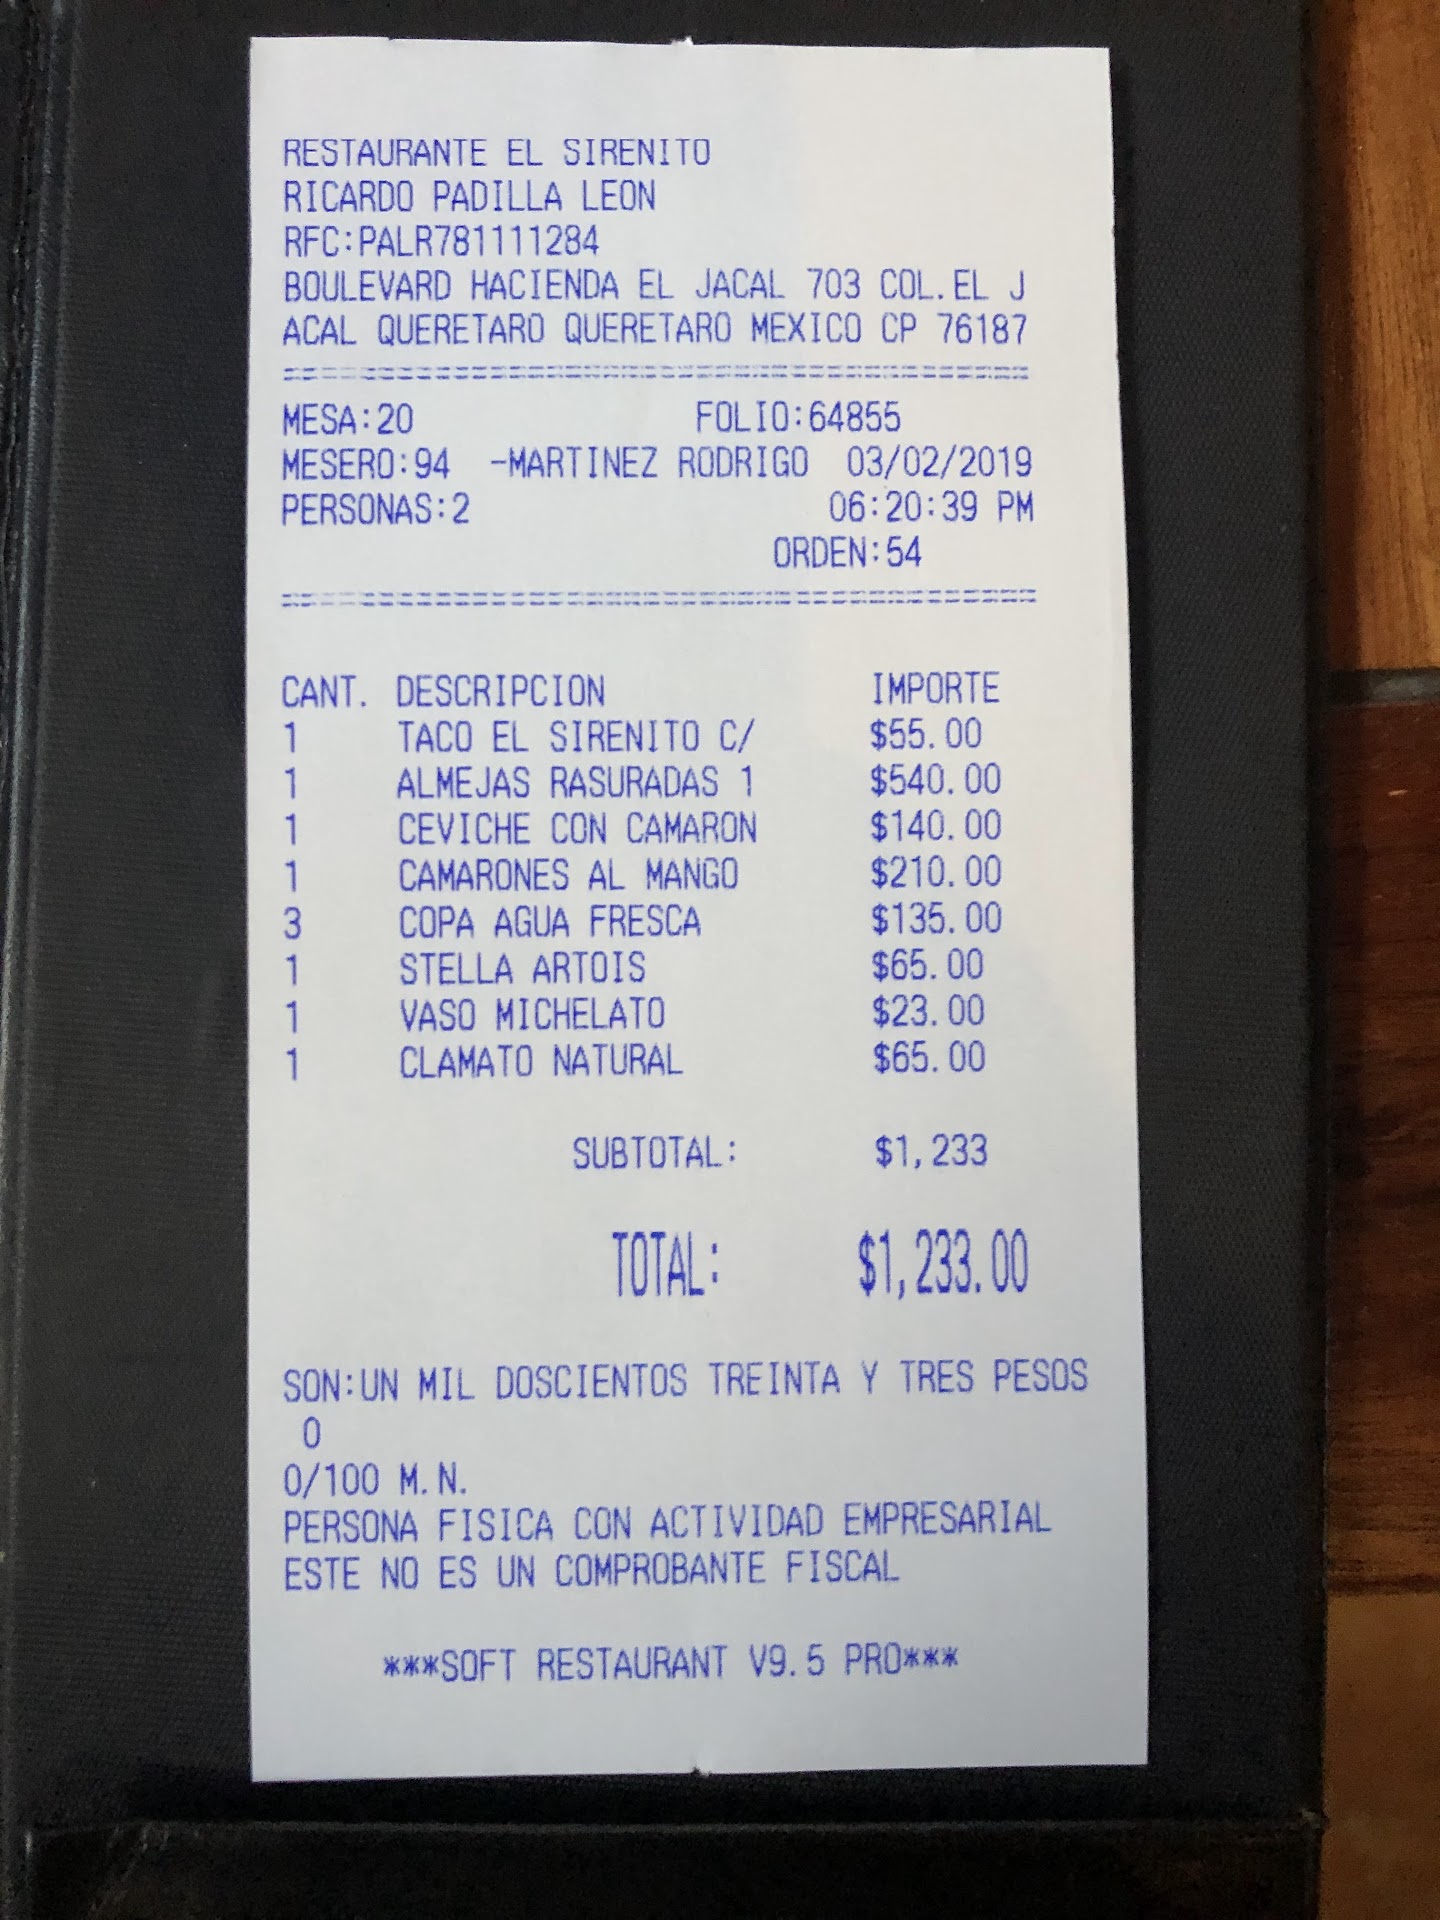 RESTAURANTE EL SIRENITO
RICARDO PADILLA LEON
RFC:PALR781111284
BOULEVARD HACIENDA EL JACAL 703 COL.EL J
ACAL QUERETARO QUERETARO MEXICO CP 76187
========================================
MESA:20 FOLIO:64855
MESERO:94 -MARTINEZ RODRIGO 03/02/2019
PERSONAS:2 06:20:39 PM
ORDEN:54
========================================
CANT. DESCRIPCION IMPORTE
1 TACO EL SIRENITO C/ $55.00
1 ALMEJAS RASURADAS 1 $540.00
1 CEVICHE CON CAMARON $140.00
1 CAMARONES AL MANGO $210.00
3 COPA AGUA FRESCA $135.00
1 STELLA ARTOIS $65.00
1 VASO MICHELATO $23.00
1 CLAMATO NATURAL $65.00
SUBTOTAL: $1,233
TOTAL: $1,233.00
SON:UN MIL DOSCIENTOS TREINTA Y TRES PESOS
0
0/100 M.N.
PERSONA FISICA CON ACTIVIDAD EMPRESARIAL
ESTE NO ES UN COMPROBANTE FISCAL
***SOFT RESTAURANT V9.5 PRO***